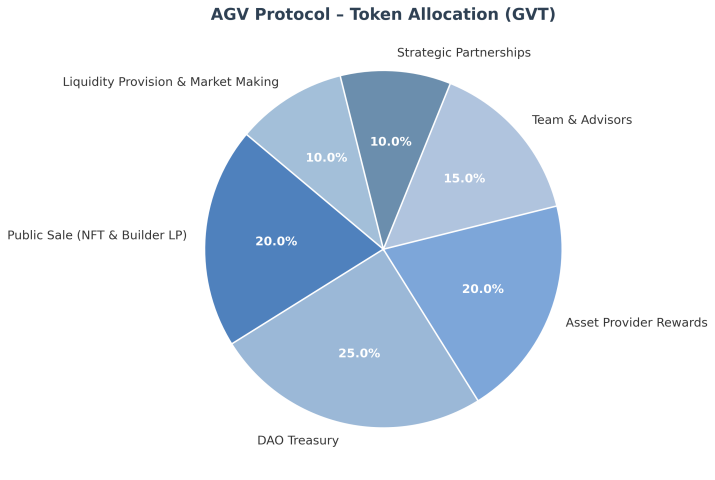 AGV Protocol – Token Allocation (GVT)
Strategic Partnerships
10.0%
Liquidity Provision & Market Making
10.0%
Team & Advisors
15.0%
Public Sale (NFT & Builder LP)
20.0%
Asset Provider Rewards
20.0%
DAO Treasury
25.0%